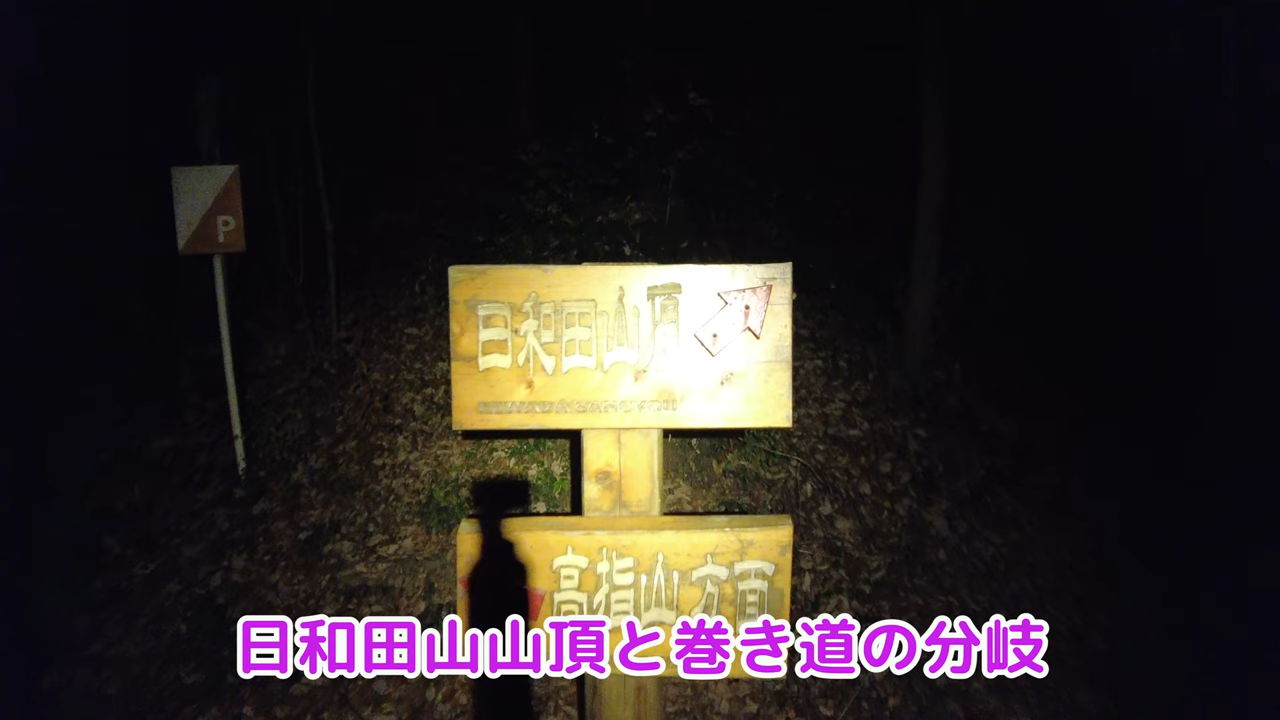 P
日和田山頂
高指山方面
日和田山山頂と巻き道の分岐